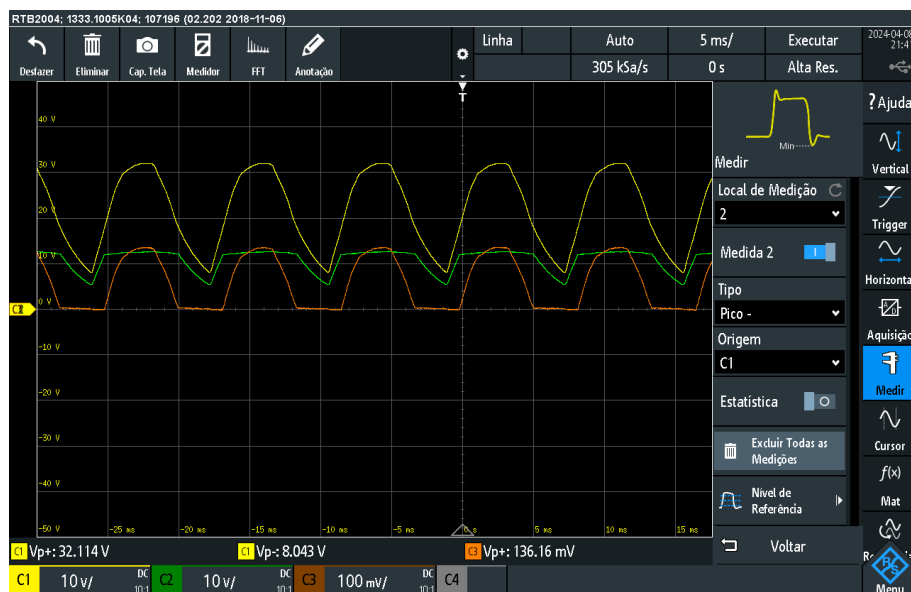 RTB2004; 1333.1005K04; 107196 (02.202 2018-11-06)
Desfazer
Eliminar
Cap. Tela
Medidor
FFT
Anotação
Linha
Auto
5 ms/
Executar
305 kSa/s
0 s
Alta Res.
2024-04-08
21:4
40 V
30 V
20 V
10 V
0 V
-10 V
-20 V
-30 V
-40 V
-50 V
-25 ms
-20 ms
-15 ms
-10 ms
-5 ms
0 s
5 ms
10 ms
15 ms
Min
Medir
Local de Medição
2
Medida 2
Tipo
Pico -
Origem
C1
Estatística
Excluir Todas as
Medições
Nível de
Referência
Voltar
? Ajuda
Vertical
Trigger
Horizonta
Aquisição
Medir
Cursor
f(x)
Mat
R/S
Menu
C1 Vp+: 32.114 V
C1 Vp-: 8.043 V
C3 Vp+: 136.16 mV
C1 10 V/ DC 10:1
C2 10 V/ DC 10:1
C3 100 mV/ DC 10:1
C4